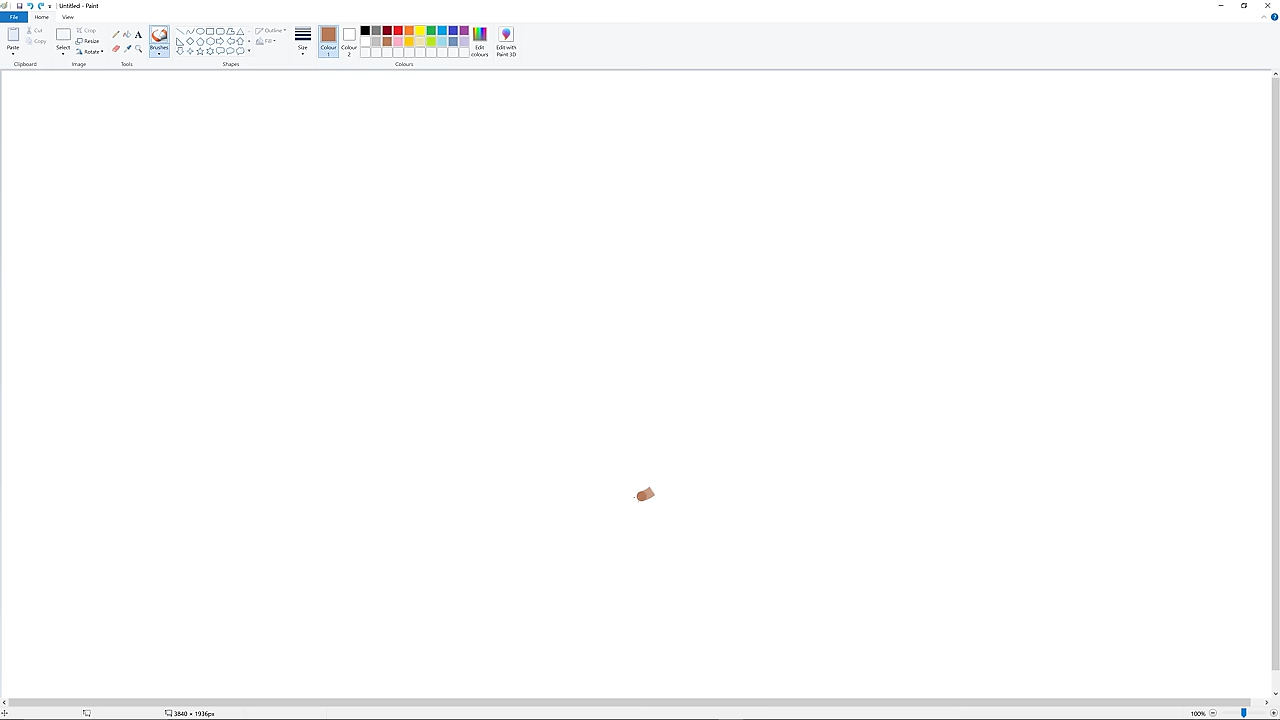 Untitled - Paint
File Home View
Paste Cut Copy Select Crop Resize Rotate Brushes Outline Fill Size Colour 1 Colour 2 Edit colours Edit with Paint 3D
Clipboard Image Tools Shapes Colours
3840 × 1936px 100%